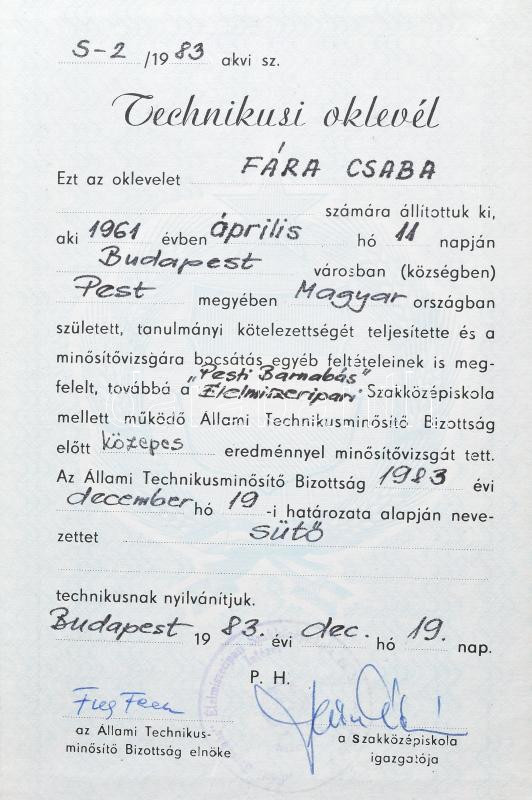 S-2 /1983 akvi sz.
Technikusi oklevél
Ezt az oklevelet FÁRA CSABA
számára állítottuk ki,
aki 1961 évben április hó 11 napján
Budapest városban (községben)
Pest megyében Magyar országban
született, tanulmányi kötelezettségét teljesítette és a
minősítővizsgára bocsátás egyéb feltételeinek is meg-
felelt, továbbá a "Pesti Barnabás" Élelmiszeripari Szakközépiskola
mellett működő Állami Technikusminősítő Bizottság
előtt közepes eredménnyel minősítővizsgát tett.
Az Állami Technikusminősítő Bizottság 1983 évi
december hó 19 -i határozata alapján neve-
zettet sütő
technikusnak nyilvánítjuk.
Budapest 1983. évi dec. hó 19. nap.
P. H.
az Állami Technikus-
minősítő Bizottság elnöke
a Szakközépiskola
igazgatója